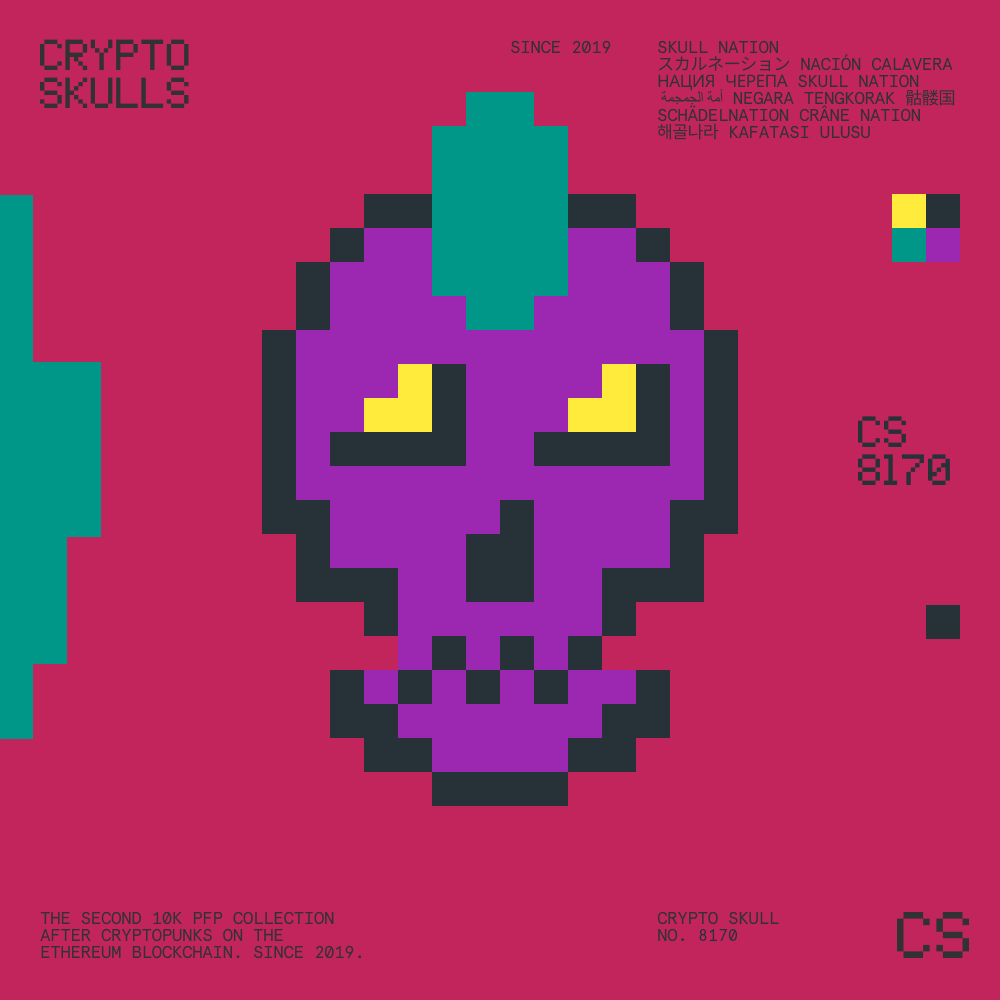 CRYPTO
SKULLS
SINCE 2019
SKULL NATION
スカルネーション NACIÓN CALAVERA
НАЦИЯ ЧЕРЕПА SKULL NATION
أمة الجمجمة NEGARA TENGKORAK 骷髅国
SCHÄDELNATION CRÂNE NATION
해골나라 KAFATASI ULUSU
CS
8170
THE SECOND 10K PFP COLLECTION
AFTER CRYPTOPUNKS ON THE
ETHEREUM BLOCKCHAIN. SINCE 2019.
CRYPTO SKULL
NO. 8170
CS